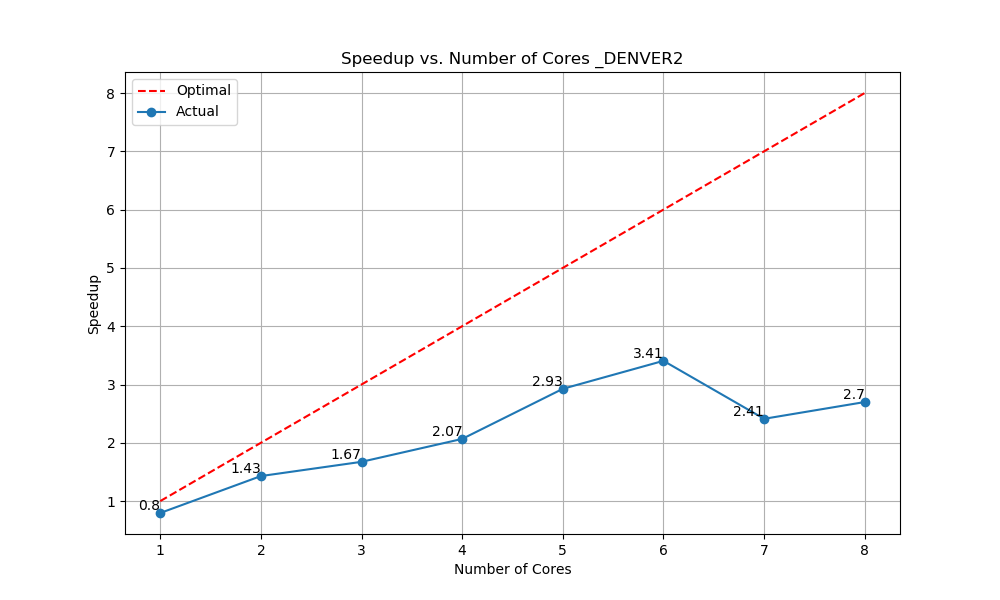 Speedup vs. Number of Cores _DENVER2
Optimal
Actual
8
7
6
5
4
3
2
1
Speedup
0.8
1.43
1.67
2.07
2.93
3.41
2.41
2.7
1 2 3 4 5 6 7 8
Number of Cores